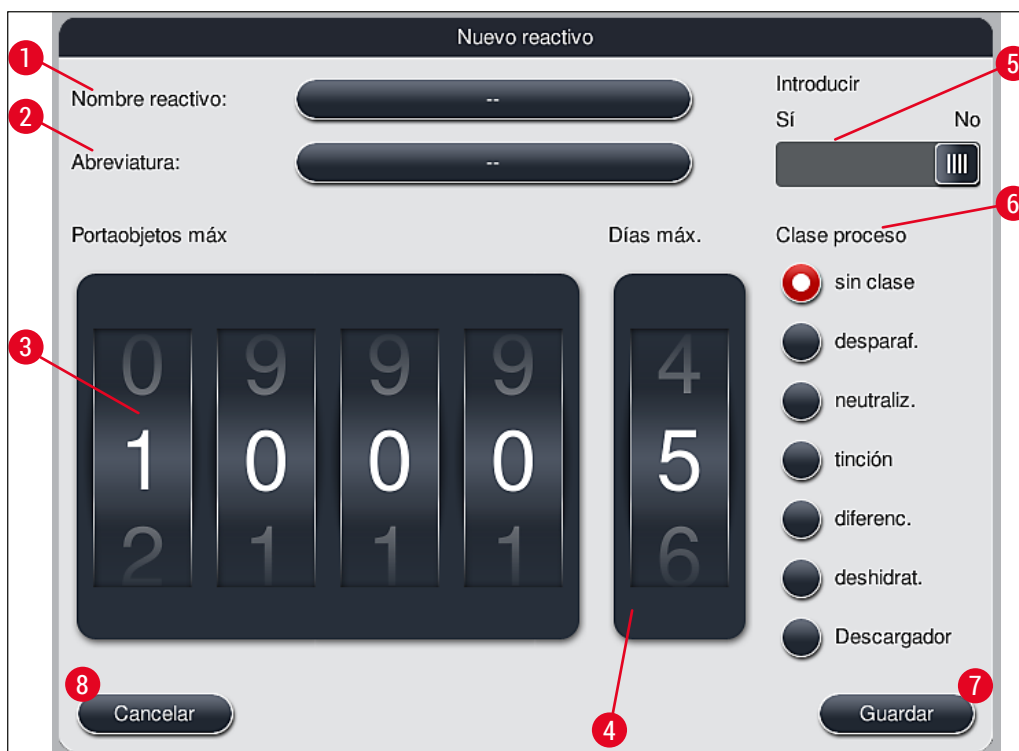 Nuevo reactivo
1
Nombre reactivo:
--
2
Abreviatura:
--
Introducir
5
Sí No
6
Portaobjetos máx
Días máx.
Clase proceso
3
0 9 9 9
1 0 0 0
2 1 1 1
4
5
6
sin clase
desparaf.
neutraliz.
tinción
diferenc.
deshidrat.
Descargador
8
Cancelar
4
7
Guardar